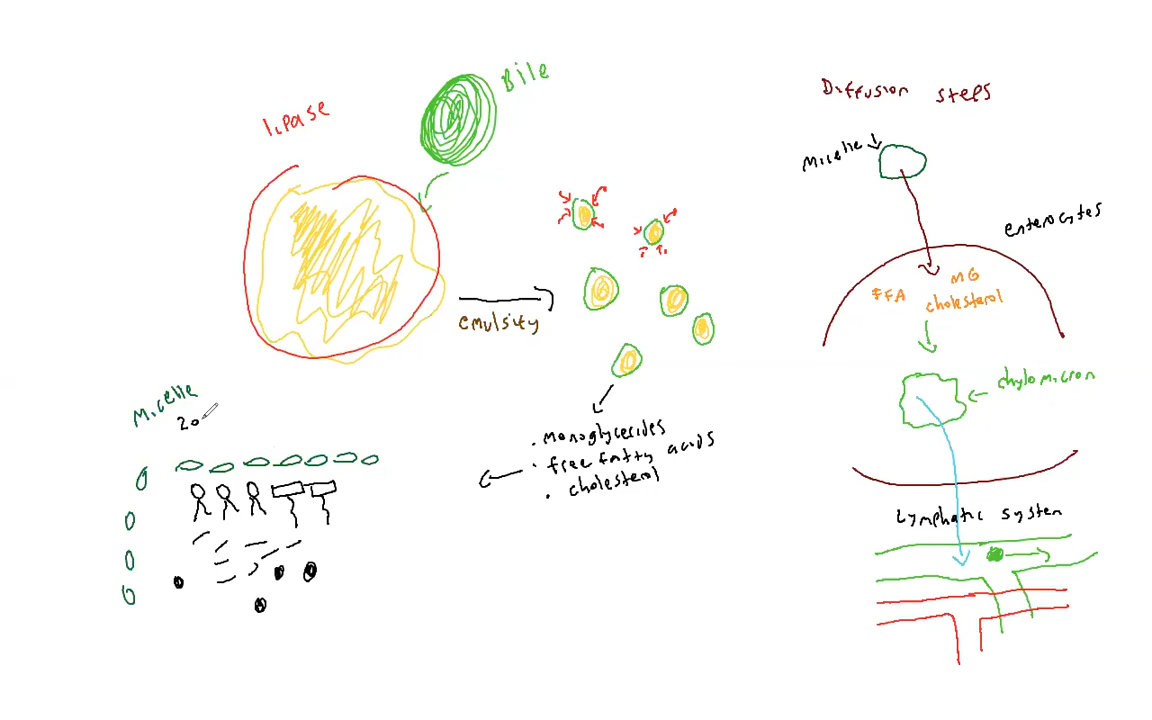 Bile
lipase
Diffusion steps
Micelle
enterocytes
FFA
MG
cholesterol
emulsify
chylomicron
Micelle
20
• monoglycerides
• free fatty acids
• cholesterol
Lymphatic system